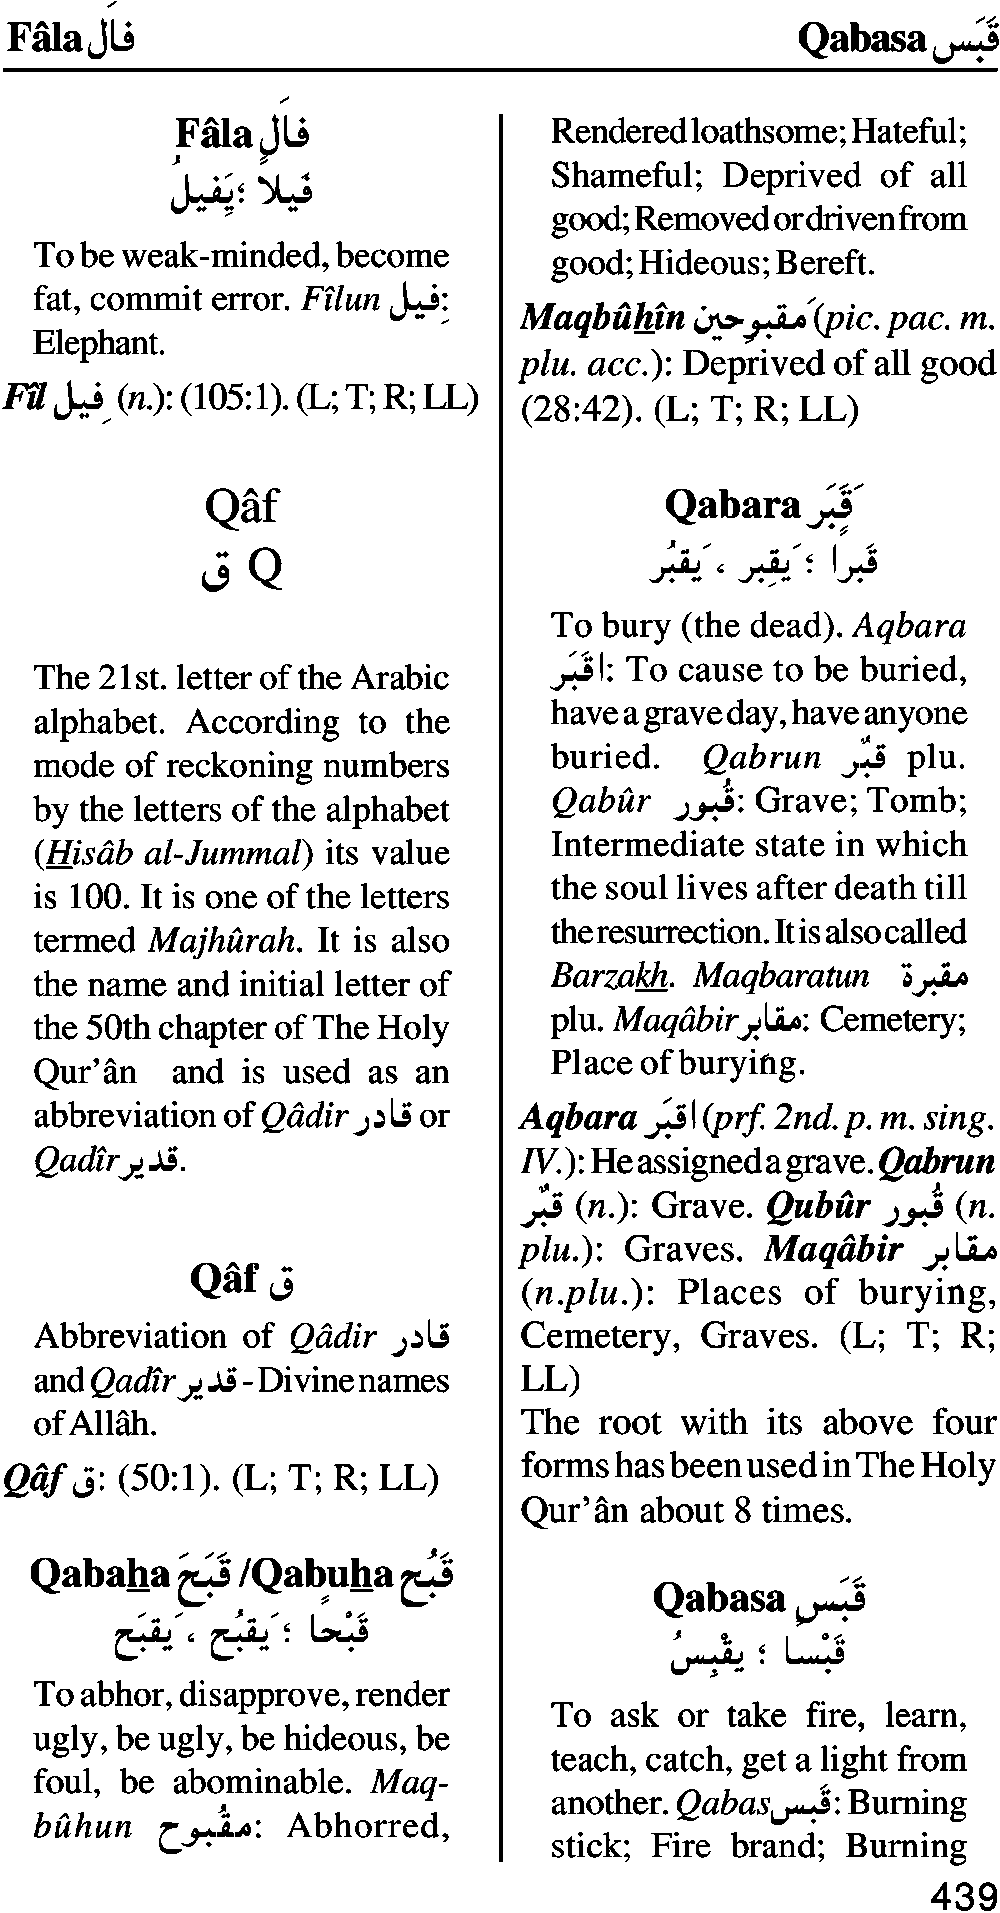 Fâla فاَلَ
Qabasa قَبَس
Fâla فاَلَ
فَيلاً ؛يَفيلُ
To be weak-minded, become
fat, commit error. Fîlun فِيل:
Elephant.
Fîl فِيل (n.): (105:1). (L; T; R; LL)
Qâf
ق Q
The 21st. letter of the Arabic
alphabet. According to the
mode of reckoning numbers
by the letters of the alphabet
(Hisâb al-Jummal) its value
is 100. It is one of the letters
termed Majhûrah. It is also
the name and initial letter of
the 50th chapter of The Holy
Qur’ân and is used as an
abbreviation of Qâdir قادر or
Qadîr قدير.
Qâf ق
Abbreviation of Qâdir قادر
and Qadîr قدير - Divine names
of Allâh.
Qâf ق: (50:1). (L; T; R; LL)
Qabaha قَبَحَ /Qabuha قَبُح
قَبْحًا ؛ يَقبُح ، يَقبَح
To abhor, disapprove, render
ugly, be ugly, be hideous, be
foul, be abominable. Maq-
bûhun مقْبُوح: Abhorred,
Rendered loathsome; Hateful;
Shameful; Deprived of all
good; Removed or driven from
good; Hideous; Bereft.
Maqbûhîn مَقبوحِين (pic. pac. m.
plu. acc.): Deprived of all good
(28:42). (L; T; R; LL)
Qabara قَبَرَ
قَبراً ؛ يَقبِر ، يَقبُر
To bury (the dead). Aqbara
اقبَر: To cause to be buried,
have a grave day, have anyone
buried. Qabrun قبٌر plu.
Qabûr قُبور: Grave; Tomb;
Intermediate state in which
the soul lives after death till
the resurrection. It is also called
Barzakh. Maqbaratun مقبرة
plu. Maqâbir مقابر: Cemetery;
Place of burying.
Aqbara اقبَر (prf. 2nd. p. m. sing.
IV.): He assigned a grave. Qabrun
قبٌر (n.): Grave. Qubûr قُبور (n.
plu.): Graves. Maqâbir مقابر
(n.plu.): Places of burying,
Cemetery, Graves. (L; T; R;
LL)
The root with its above four
forms has been used in The Holy
Qur’ân about 8 times.
Qabasa قَبَس
قَبْسا ؛ يقْبِسُ
To ask or take fire, learn,
teach, catch, get a light from
another. Qabas قَبس: Burning
stick; Fire brand; Burning
439